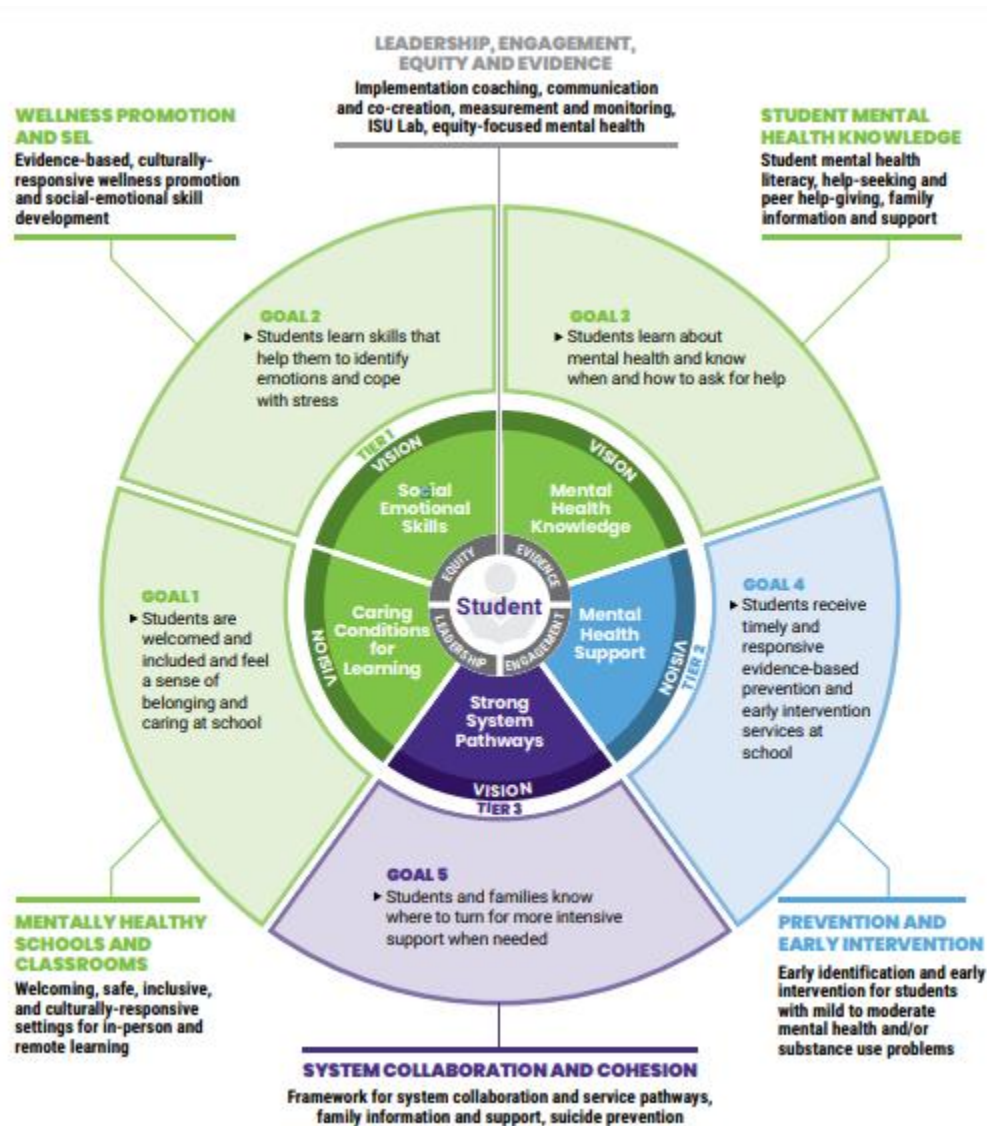 LEADERSHIP, ENGAGEMENT,
EQUITY AND EVIDENCE
Implementation coaching, communication
and co-creation, measurement and monitoring,
ISU Lab, equity-focused mental health
WELLNESS PROMOTION
AND SEL
Evidence-based, culturally-
responsive wellness promotion
and social-emotional skill
development
STUDENT MENTAL
HEALTH KNOWLEDGE
Student mental health
literacy, help-seeking and
peer help-giving, family
information and support
GOAL 2
▸ Students learn skills that
help them to identify
emotions and cope
with stress
GOAL 3
▸ Students learn about
mental health and know
when and how to ask for help
TIER 1
VISION
VISION
Social
Emotional
Skills
Mental
Health
Knowledge
EQUITY
EVIDENCE
Student
LEADERSHIP
ENGAGEMENT
GOAL 1
▸ Students are
welcomed and
included and feel
a sense of
belonging and
caring at school
VISION
Caring
Conditions
for
Learning
Mental
Health
Support
VISION
TIER 2
GOAL 4
▸ Students receive
timely and
responsive
evidence-based
prevention and
early intervention
services at
school
Strong
System
Pathways
VISION
TIER 3
GOAL 5
▸ Students and families know
where to turn for more intensive
support when needed
MENTALLY HEALTHY
SCHOOLS AND
CLASSROOMS
Welcoming, safe, inclusive,
and culturally-responsive
settings for in-person and
remote learning
PREVENTION AND
EARLY INTERVENTION
Early identification and early
intervention for students
with mild to moderate
mental health and/or
substance use problems
SYSTEM COLLABORATION AND COHESION
Framework for system collaboration and service pathways,
family information and support, suicide prevention